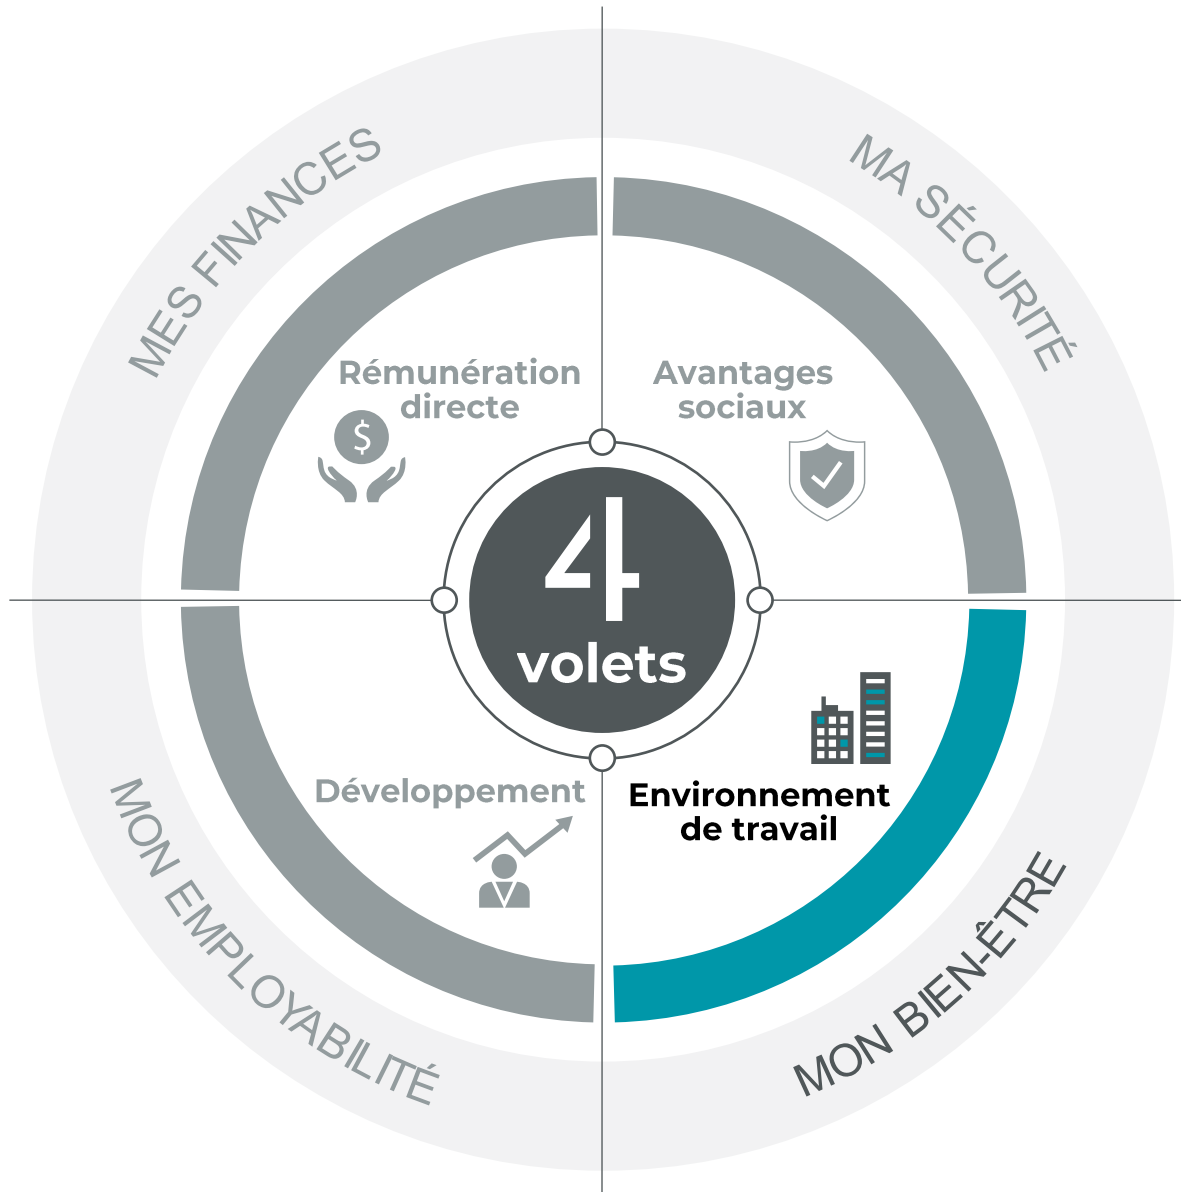 MES FINANCES
MA SÉCURITÉ
Rémunération
directe
$
Avantages
sociaux
4
volets
Développement
Environnement
de travail
MON EMPLOYABILITÉ
MON BIEN-ÊTRE